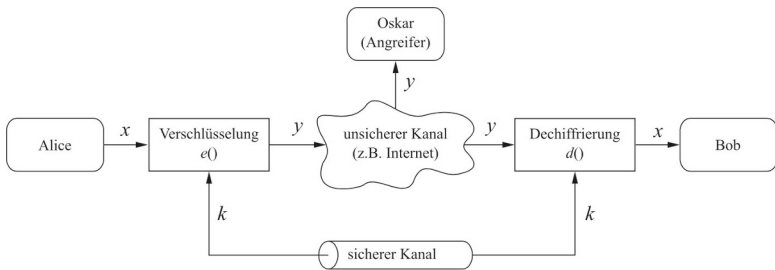 Oskar
(Angreifer)
y
Alice
x
Verschlüsselung
e()
y
unsicherer Kanal
(z.B. Internet)
y
Dechiffrierung
d()
x
Bob
k
k
sicherer Kanal